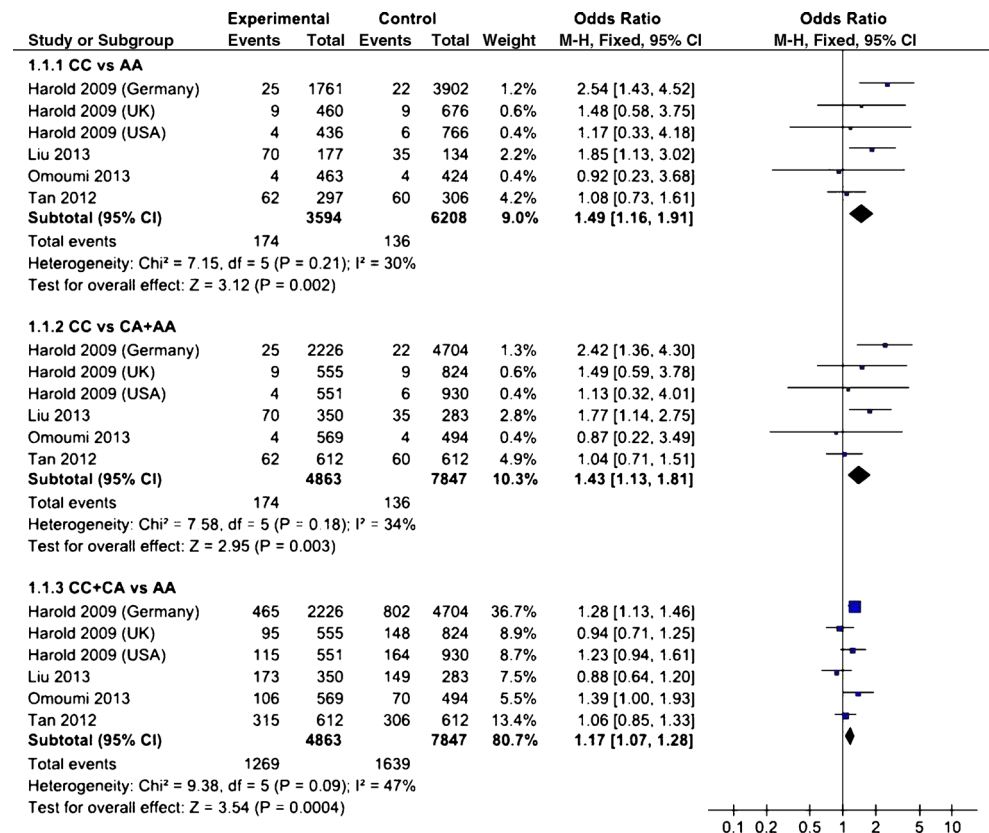 Experimental Control Odds Ratio Odds Ratio
Study or Subgroup Events Total Events Total Weight M-H, Fixed, 95% CI M-H, Fixed, 95% CI
1.1.1 CC vs AA
Harold 2009 (Germany) 25 1761 22 3902 1.2% 2.54 [1.43, 4.52]
Harold 2009 (UK) 9 460 9 676 0.6% 1.48 [0.58, 3.75]
Harold 2009 (USA) 4 436 6 766 0.4% 1.17 [0.33, 4.18]
Liu 2013 70 177 35 134 2.2% 1.85 [1.13, 3.02]
Omoumi 2013 4 463 4 424 0.4% 0.92 [0.23, 3.68]
Tan 2012 62 297 60 306 4.2% 1.08 [0.73, 1.61]
Subtotal (95% CI) 3594 6208 9.0% 1.49 [1.16, 1.91]
Total events 174 136
Heterogeneity: Chi² = 7.15, df = 5 (P = 0.21); I² = 30%
Test for overall effect: Z = 3.12 (P = 0.002)
1.1.2 CC vs CA+AA
Harold 2009 (Germany) 25 2226 22 4704 1.3% 2.42 [1.36, 4.30]
Harold 2009 (UK) 9 555 9 824 0.6% 1.49 [0.59, 3.78]
Harold 2009 (USA) 4 551 6 930 0.4% 1.13 [0.32, 4.01]
Liu 2013 70 350 35 283 2.8% 1.77 [1.14, 2.75]
Omoumi 2013 4 569 4 494 0.4% 0.87 [0.22, 3.49]
Tan 2012 62 612 60 612 4.9% 1.04 [0.71, 1.51]
Subtotal (95% CI) 4863 7847 10.3% 1.43 [1.13, 1.81]
Total events 174 136
Heterogeneity: Chi² = 7 58, df = 5 (P = 0.18); I² = 34%
Test for overall effect: Z = 2.95 (P = 0.003)
1.1.3 CC+CA vs AA
Harold 2009 (Germany) 465 2226 802 4704 36.7% 1.28 [1.13, 1.46]
Harold 2009 (UK) 95 555 148 824 8.9% 0.94 [0.71, 1.25]
Harold 2009 (USA) 115 551 164 930 8.7% 1.23 [0.94, 1.61]
Liu 2013 173 350 149 283 7.5% 0.88 [0.64, 1.20]
Omoumi 2013 106 569 70 494 5.5% 1.39 [1.00, 1.93]
Tan 2012 315 612 306 612 13.4% 1.06 [0.85, 1.33]
Subtotal (95% CI) 4863 7847 80.7% 1.17 [1.07, 1.28]
Total events 1269 1639
Heterogeneity: Chi² = 9.38, df = 5 (P = 0.09); I² = 47%
Test for overall effect: Z = 3.54 (P = 0.0004)
0.1 0.2 0.5 1 2 5 10